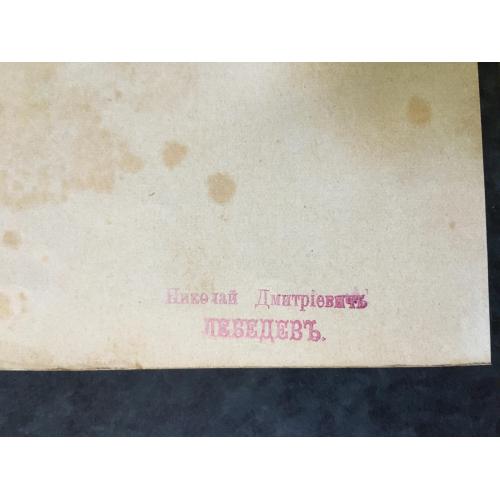 Николай Дмитріевичъ
ЛЕБЕДЕВЪ.